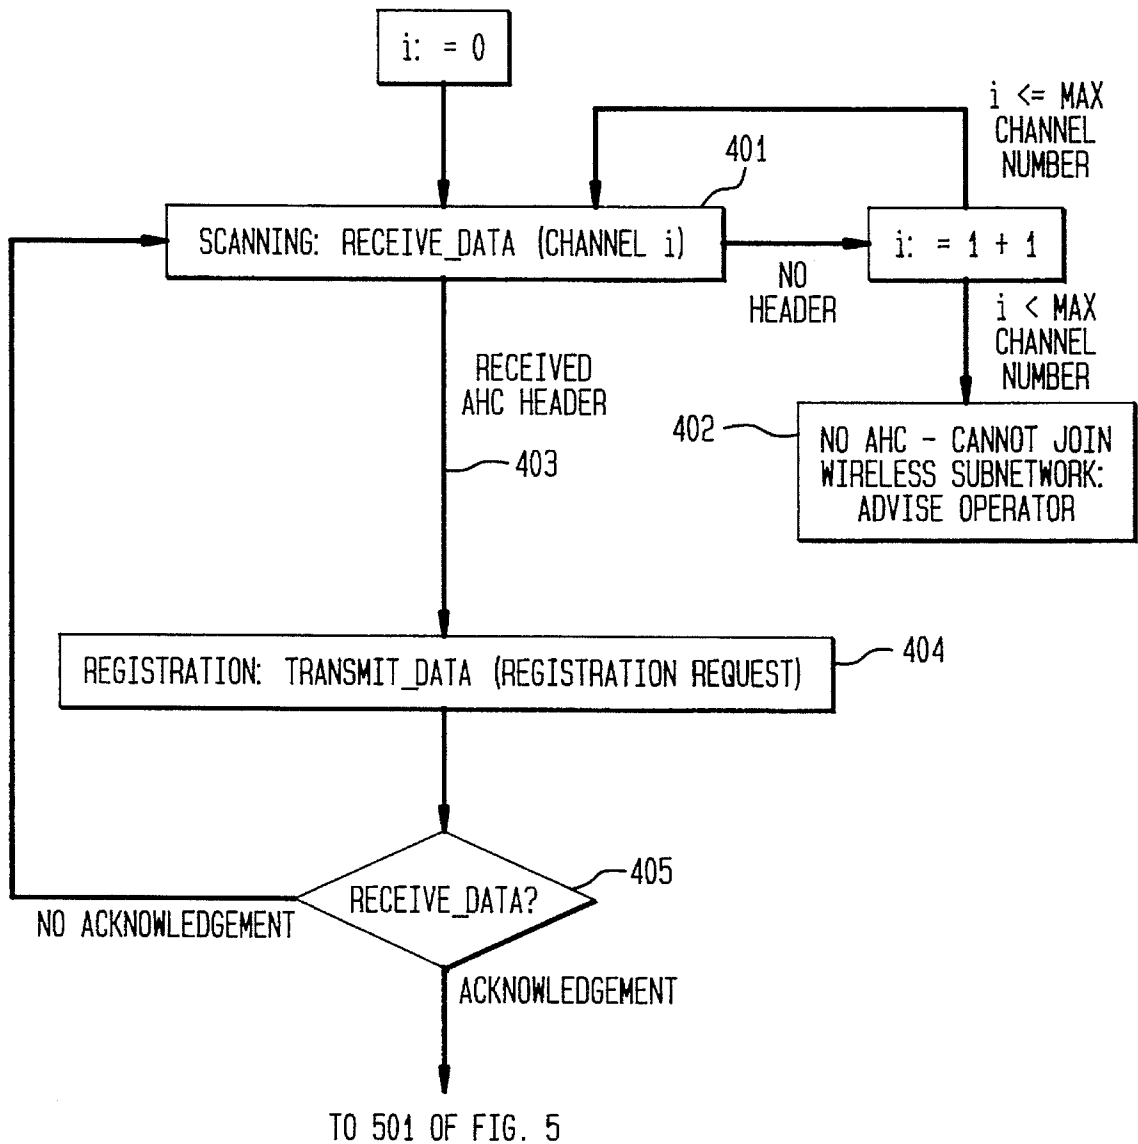 i: = 0
i <= MAX
CHANNEL
NUMBER
401
SCANNING: RECEIVE_DATA (CHANNEL i)
i: = 1 + 1
NO
HEADER
i < MAX
CHANNEL
NUMBER
RECEIVED
AHC HEADER
403
402
NO AHC - CANNOT JOIN
WIRELESS SUBNETWORK:
ADVISE OPERATOR
REGISTRATION: TRANSMIT_DATA (REGISTRATION REQUEST)
404
405
RECEIVE_DATA?
NO ACKNOWLEDGEMENT
ACKNOWLEDGEMENT
TO 501 OF FIG. 5